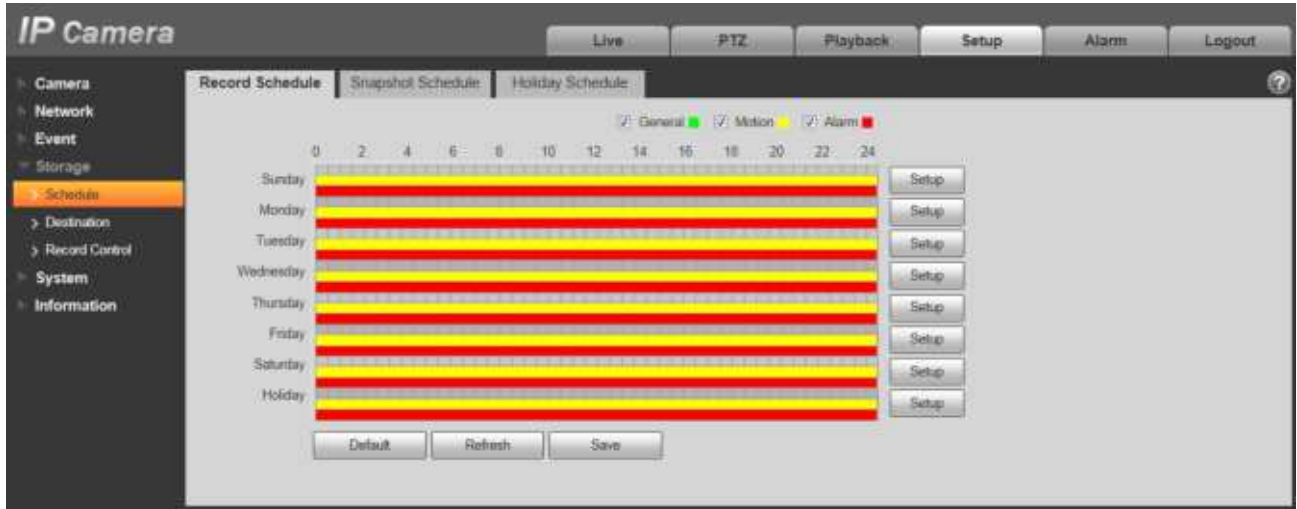 IP Camera
Live PTZ Playback Setup Alarm Logout
Camera
Network
Event
Storage
Schedule
Destination
Record Control
System
Information
Record Schedule Snapshot Schedule Holiday Schedule ?
General Motion Alarm
0 2 4 6 8 10 12 14 16 18 20 22 24
Sunday Setup
Monday Setup
Tuesday Setup
Wednesday Setup
Thursday Setup
Friday Setup
Saturday Setup
Holiday Setup
Default Refresh Save